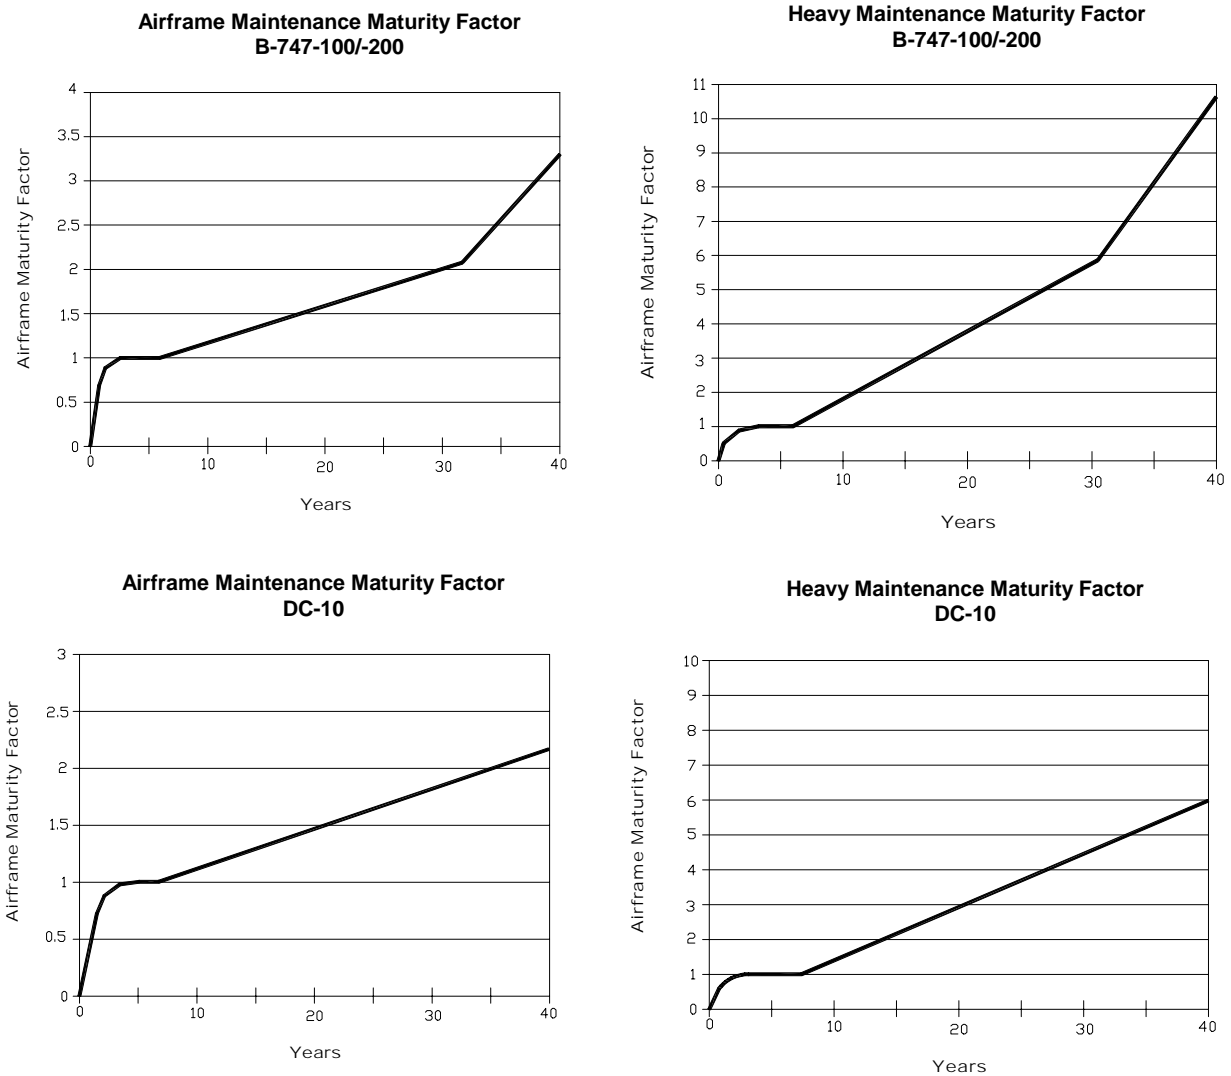 Airframe Maintenance Maturity Factor
B-747-100/-200
4
3.5
3
2.5
2
1.5
1
0.5
0
Airframe Maturity Factor
0 10 20 30 40
Years
Heavy Maintenance Maturity Factor
B-747-100/-200
11
10
9
8
7
6
5
4
3
2
1
0
Airframe Maturity Factor
0 10 20 30 40
Years
Airframe Maintenance Maturity Factor
DC-10
3
2.5
2
1.5
1
0.5
0
Airframe Maturity Factor
0 10 20 30 40
Years
Heavy Maintenance Maturity Factor
DC-10
10
9
8
7
6
5
4
3
2
1
0
Airframe Maturity Factor
0 10 20 30 40
Years